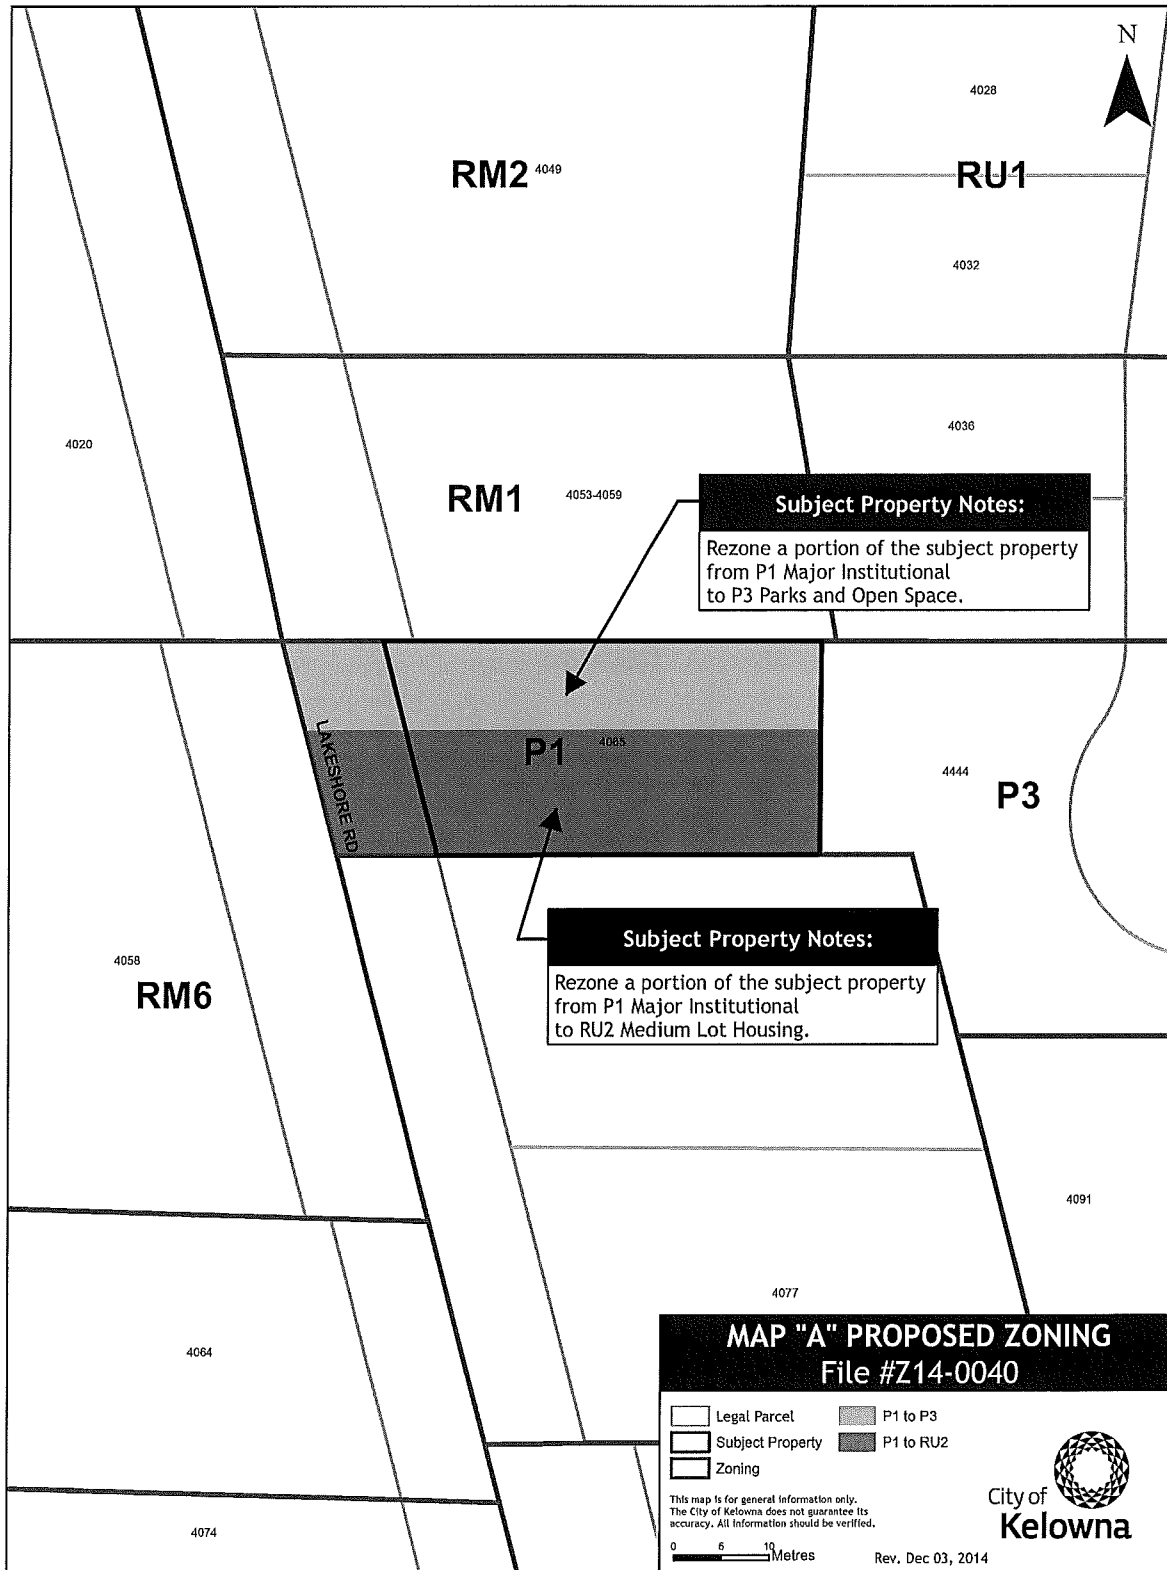 N
4028
RM2 4049
RU1
4032
4020
4036
RM1 4053-4059
Subject Property Notes:
Rezone a portion of the subject property
from P1 Major Institutional
to P3 Parks and Open Space.
LAKESHORE RD
P1 4065
4444
P3
Subject Property Notes:
Rezone a portion of the subject property
from P1 Major Institutional
to RU2 Medium Lot Housing.
4058
RM6
4091
4077
4064
4074
MAP "A" PROPOSED ZONING
File #Z14-0040
Legal Parcel
Subject Property
Zoning
P1 to P3
P1 to RU2
This map is for general information only.
The City of Kelowna does not guarantee its
accuracy. All information should be verified.
0 6 10 Metres
Rev. Dec 03, 2014
City of
Kelowna